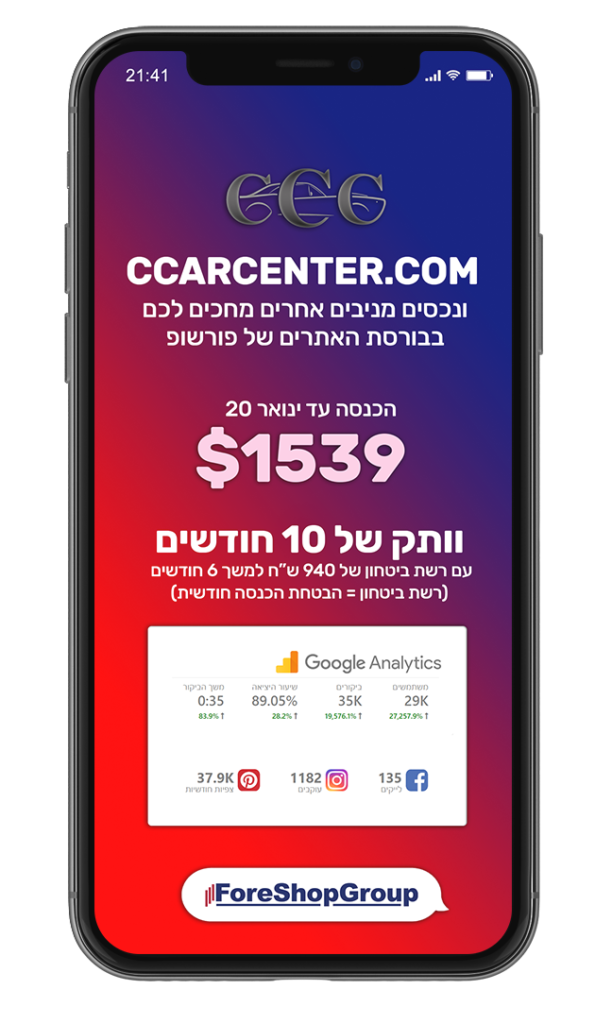 21:41
CCC
CCARCENTER.COM
ונכסים מניבים אחרים מחכים לכם
בבורסת האתרים של פורשופ
הכנסה עד ינואר 20
$1539
וותק של 10 חודשים
עם רשת ביטחון של 940 ש"ח למשך 6 חודשים
(רשת ביטחון = הבטחת הכנסה חודשית)
Google Analytics
משתמשים ביקורים שיעור היציאה משך הביקור
29K 35K 89.05% 0:35
27,257.9% ↑ 19,576.1% ↑ 28.2% ↑ 83.9% ↑
135 1182 37.9K
לייקים עוקבים צפיות חודשיות
ForeShopGroup